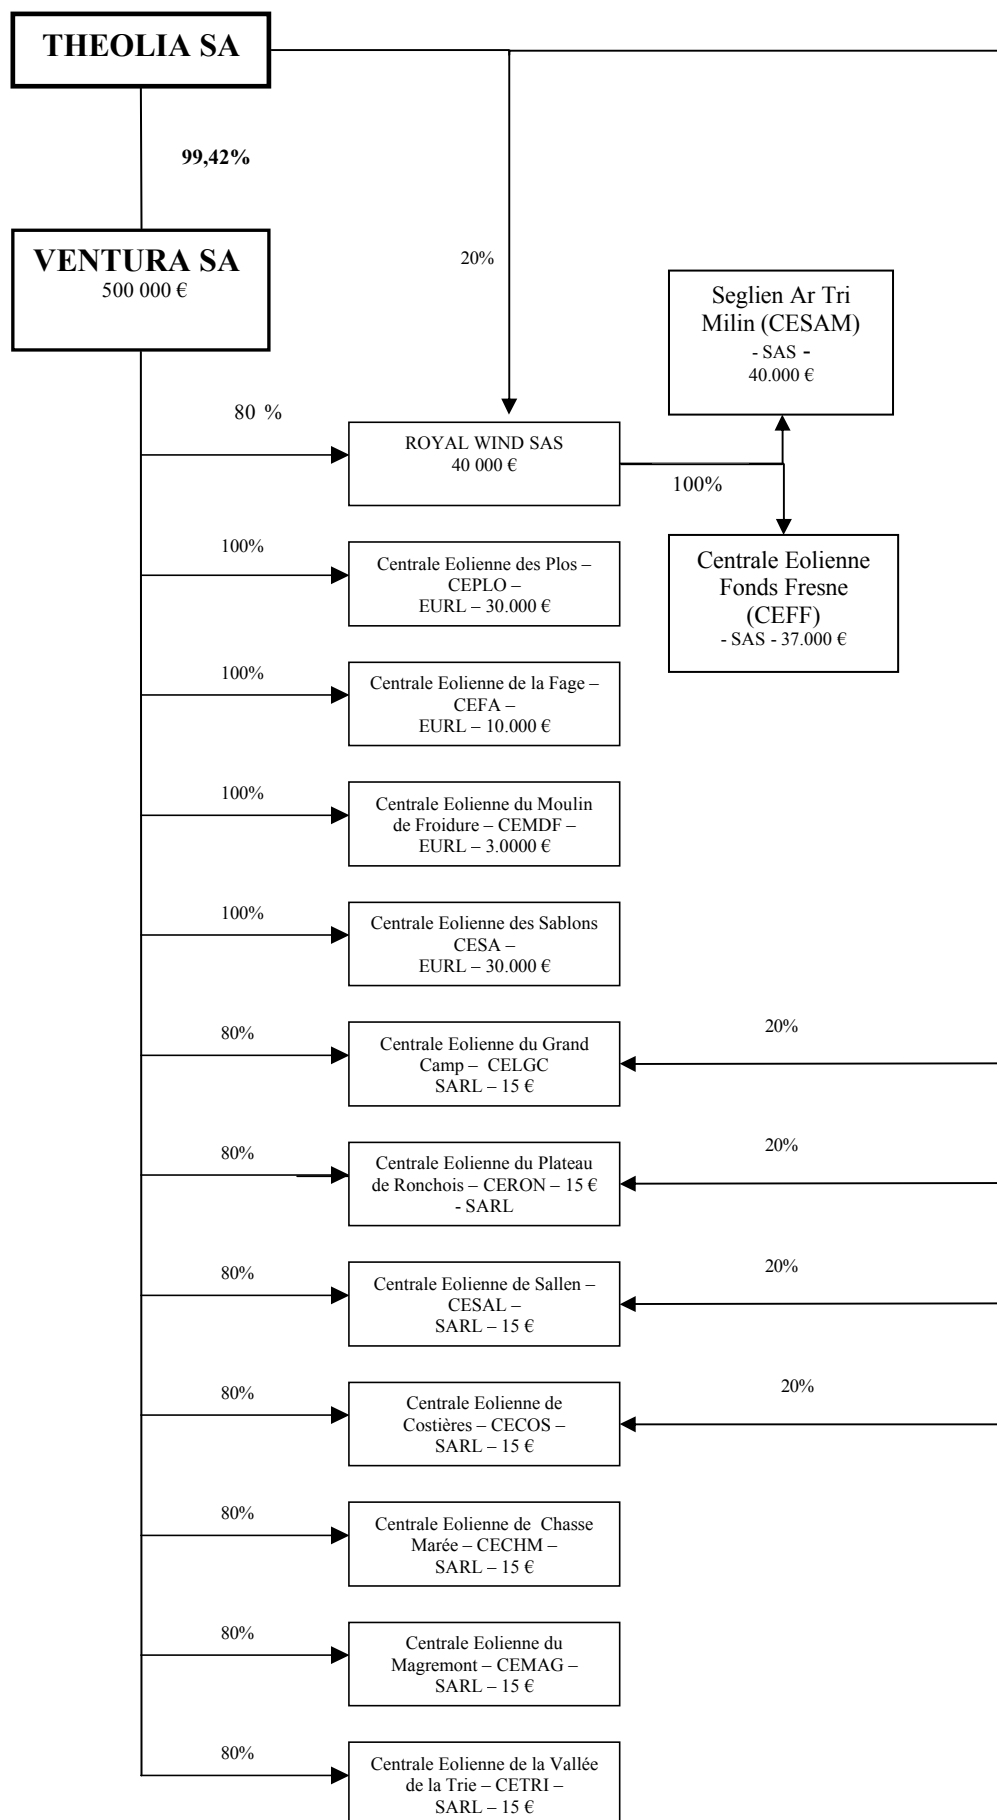 THEOLIA SA
99,42%
VENTURA SA
500 000 €
20%
Seglien Ar Tri
Milin (CESAM)
- SAS -
40.000 €
80 %
ROYAL WIND SAS
40 000 €
100%
Centrale Eolienne
Fonds Fresne
(CEFF)
- SAS - 37.000 €
100%
Centrale Eolienne des Plos –
CEPLO –
EURL – 30.000 €
100%
Centrale Eolienne de la Fage –
CEFA –
EURL – 10.000 €
100%
Centrale Eolienne du Moulin
de Froidure – CEMDF –
EURL – 3.0000 €
100%
Centrale Eolienne des Sablons
CESA –
EURL – 30.000 €
80%
Centrale Eolienne du Grand
Camp – CELGC
SARL – 15 €
20%
80%
Centrale Eolienne du Plateau
de Ronchois – CERON – 15 €
- SARL
20%
80%
Centrale Eolienne de Sallen –
CESAL –
SARL – 15 €
20%
80%
Centrale Eolienne de
Costières – CECOS –
SARL – 15 €
20%
80%
Centrale Eolienne de Chasse
Marée – CECHM –
SARL – 15 €
80%
Centrale Eolienne du
Magremont – CEMAG –
SARL – 15 €
80%
Centrale Eolienne de la Vallée
de la Trie – CETRI –
SARL – 15 €